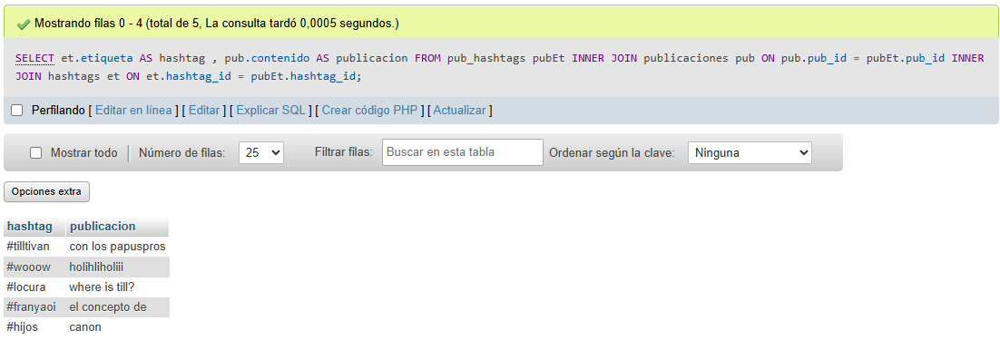 Mostrando filas 0 - 4 (total de 5, La consulta tardó 0,0005 segundos.)
SELECT et.etiqueta AS hashtag , pub.contenido AS publicacion FROM pub_hashtags pubEt INNER JOIN publicaciones pub ON pub.pub_id = pubEt.pub_id INNER
JOIN hashtags et ON et.hashtag_id = pubEt.hashtag_id;
Perfilando [ Editar en línea ] [ Editar ] [ Explicar SQL ] [ Crear código PHP ] [ Actualizar ]
Mostrar todo Número de filas: 25 Filtrar filas: Buscar en esta tabla Ordenar según la clave: Ninguna
Opciones extra
hashtag publicacion
#tilltivan con los papuspros
#wooow holihliholiii
#locura where is till?
#franyaoi el concepto de
#hijos canon